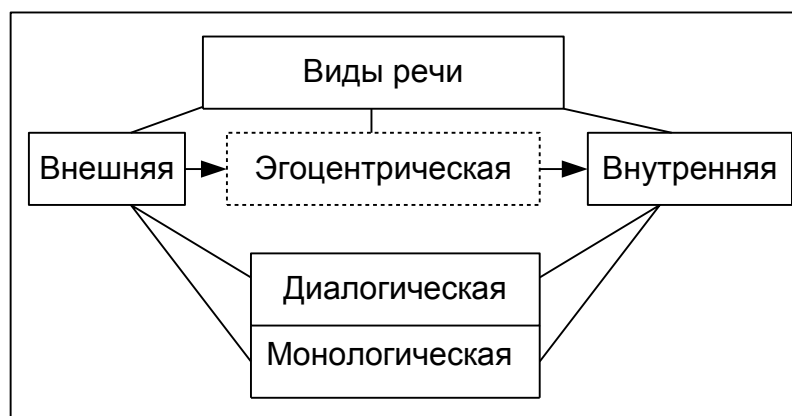 Виды речи
Внешняя
Эгоцентрическая
Внутренняя
Диалогическая
Монологическая